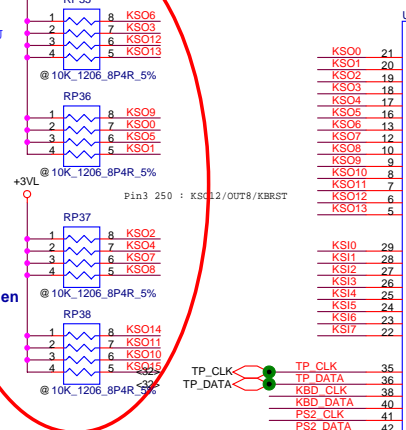 RP35
1 8 KSO6
2 7 KSO3
3 6 KSO12
4 5 KSO13
@10K_1206_8P4R_5%
RP36
1 8 KSO9
2 7 KSO0
3 6 KSO5
4 5 KSO1
@10K_1206_8P4R_5%
+3VL
Pin3 250 : KSO12/OUT8/KBRST
RP37
1 8 KSO2
2 7 KSO4
3 6 KSO7
4 5 KSO8
@10K_1206_8P4R_5%
en
RP38
1 8 KSO14
2 7 KSO11
3 6 KSO10
4 5 KSO15
@10K_1206_8P4R_5%
<32> TP_CLK
<32> TP_DATA
U
KSO0 21
KSO1 20
KSO2 19
KSO3 18
KSO4 17
KSO5 16
KSO6 13
KSO7 12
KSO8 10
KSO9 9
KSO10 8
KSO11 7
KSO12 6
KSO13 5
KSI0 29
KSI1 28
KSI2 27
KSI3 26
KSI4 25
KSI5 24
KSI6 23
KSI7 22
TP_CLK 35
TP_DATA 36
KBD_CLK 38
KBD_DATA 40
PS2_CLK 41
PS2_DATA 42